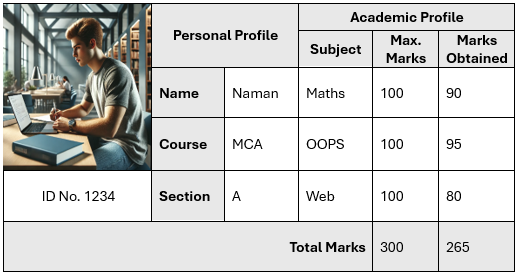 Personal Profile
Academic Profile
Subject
Max. Marks
Marks Obtained
Name
Naman
Maths
100
90
Course
MCA
OOPS
100
95
ID No. 1234
Section
A
Web
100
80
Total Marks
300
265